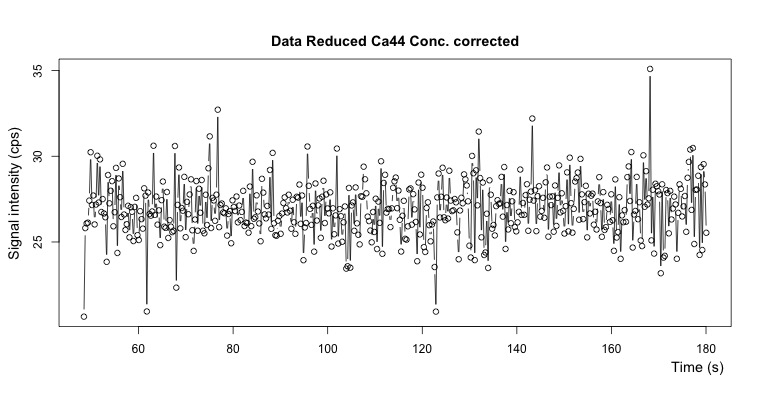 Data Reduced Ca44 Conc. corrected
Signal intensity (cps)
35
30
25
60 80 100 120 140 160 180
Time (s)